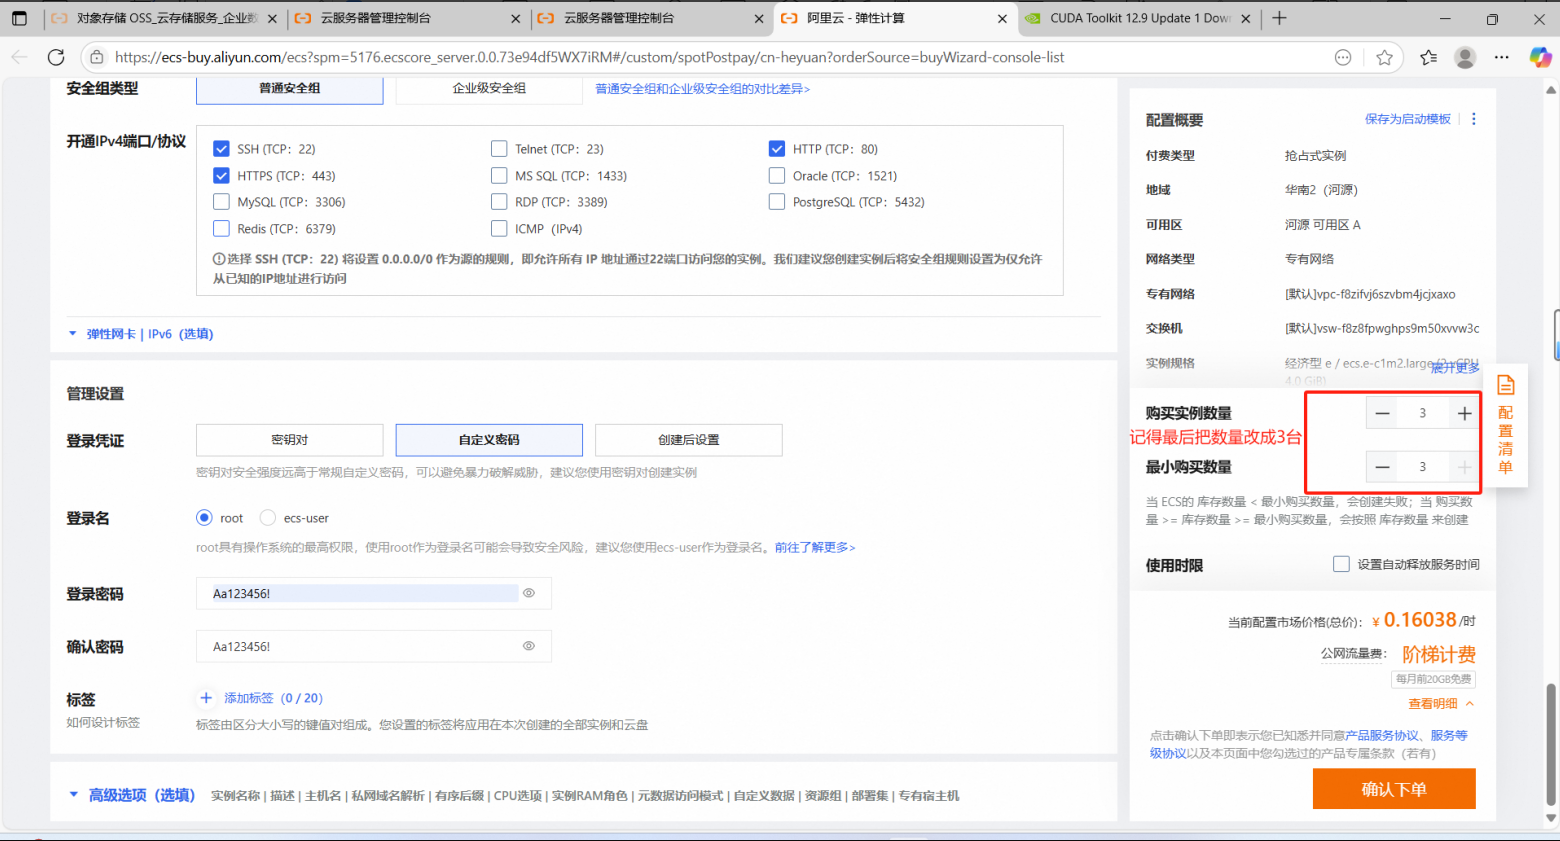 对象存储 OSS_云存储服务_企业数
云服务器管理控制台
云服务器管理控制台
阿里云 - 弹性计算
CUDA Toolkit 12.9 Update 1 Down
https://ecs-buy.aliyun.com/ecs?spm=5176.ecscore_server.0.0.73e94df5WX7iRM#/custom/spotPostpay/cn-heyuan?orderSource=buyWizard-console-list
安全组类型
普通安全组
企业级安全组
普通安全组和企业级安全组的对比差异>
开通IPv4端口/协议
SSH (TCP：22)
Telnet (TCP：23)
HTTP (TCP：80)
HTTPS (TCP：443)
MS SQL (TCP：1433)
Oracle (TCP：1521)
MySQL (TCP：3306)
RDP (TCP：3389)
PostgreSQL (TCP：5432)
Redis (TCP：6379)
ICMP（IPv4)
选择 SSH (TCP：22) 将设置 0.0.0.0/0 作为源的规则，即允许所有 IP 地址通过22端口访问您的实例。我们建议您创建实例后将安全组规则设置为仅允许
从已知的IP地址进行访问
弹性网卡 | IPv6（选填）
管理设置
登录凭证
密钥对
自定义密码
创建后设置
密钥对安全强度远高于常规自定义密码，可以避免暴力破解威胁，建议您使用密钥对创建实例
登录名
root
ecs-user
root具有操作系统的最高权限，使用root作为登录名可能会导致安全风险，建议您使用ecs-user作为登录名。前往了解更多>
登录密码
Aa123456!
确认密码
Aa123456!
标签
添加标签（0 / 20）
如何设计标签
标签由区分大小写的键值对组成。您设置的标签将应用在本次创建的全部实例和云盘
高级选项（选填）
实例名称 | 描述 | 主机名 | 私网域名解析 | 有序后缀 | CPU选项 | 实例RAM角色 | 元数据访问模式 | 自定义数据 | 资源组 | 部署集 | 专有宿主机
配置概要
保存为启动模板
付费类型
抢占式实例
地域
华南2（河源）
可用区
河源 可用区 A
网络类型
专有网络
专有网络
[默认]vpc-f8zifvj6szvbm4jcjxaxo
交换机
[默认]vsw-f8z8fpwghps9m50xvvw3c
实例规格
经济型 e / ecs.e-c1m2.large (2 vCPU
4.0 GiB)
展开更多
购买实例数量
3
记得最后把数量改成3台
最小购买数量
3
当 ECS的 库存数量 < 最小购买数量，会创建失败；当 购买数
量 >= 库存数量 >= 最小购买数量，会按照 库存数量 来创建
使用时限
设置自动释放服务时间
当前配置市场价格(总价)：￥0.16038/时
公网流量费：阶梯计费
每月前20GB免费
查看明细
点击确认下单即表示您已知悉并同意产品服务协议、服务等
级协议以及本页面中您勾选过的产品专属条款（若有）
确认下单
配
置
清
单